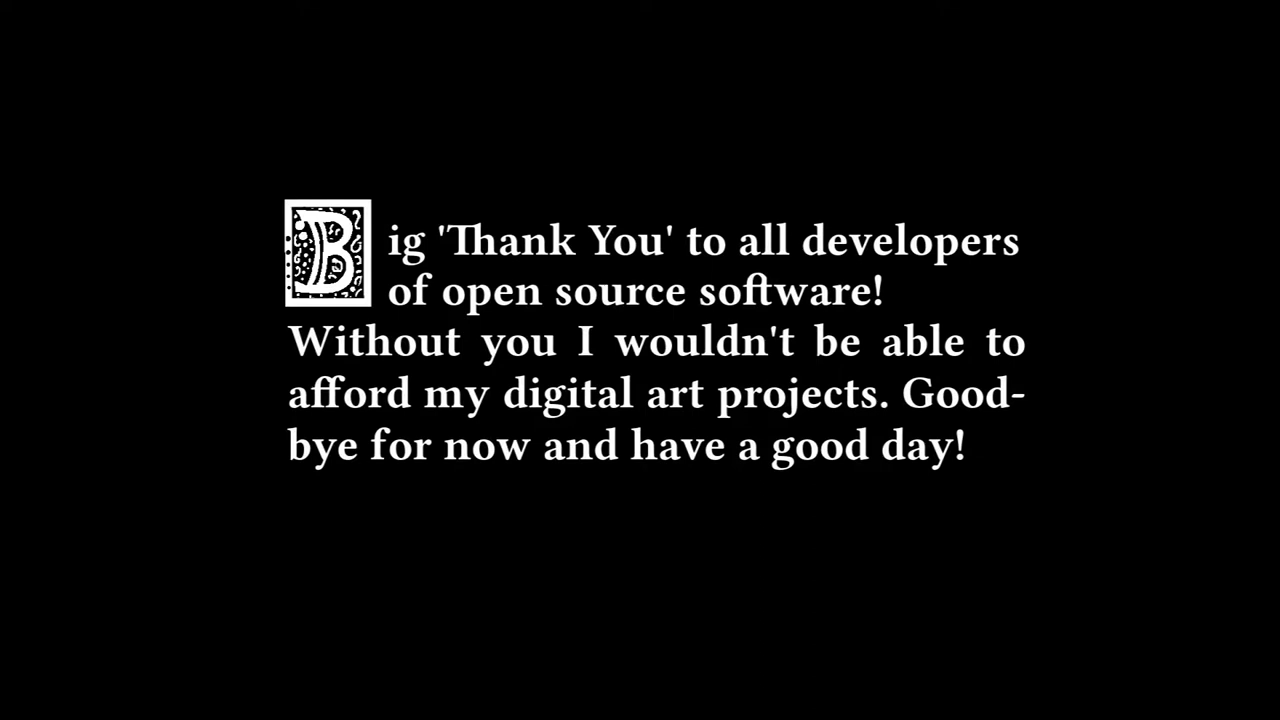 Big 'Thank You' to all developers
of open source software!
Without you I wouldn't be able to
afford my digital art projects. Good-
bye for now and have a good day!